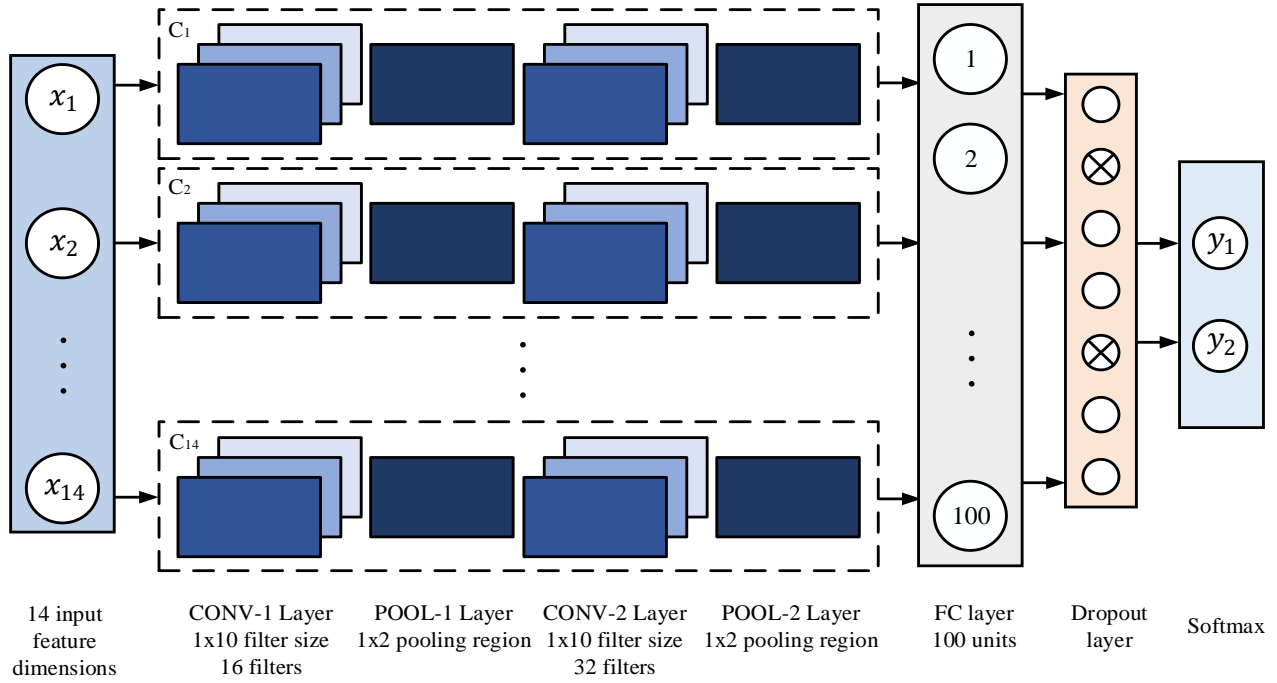 C1
x1
1
2
C2
x2
y1
y2
C14
x14
100
14 input
feature
dimensions
CONV-1 Layer
1x10 filter size
16 filters
POOL-1 Layer
1x2 pooling region
CONV-2 Layer
1x10 filter size
32 filters
POOL-2 Layer
1x2 pooling region
FC layer
100 units
Dropout
layer
Softmax